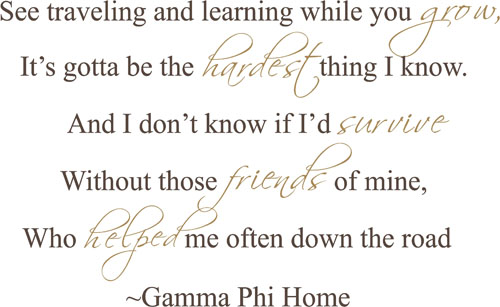 See traveling and learning while you grow,
It's gotta be the hardest thing I know.
And I don't know if I'd survive
Without those friends of mine,
Who helped me often down the road
~Gamma Phi Home